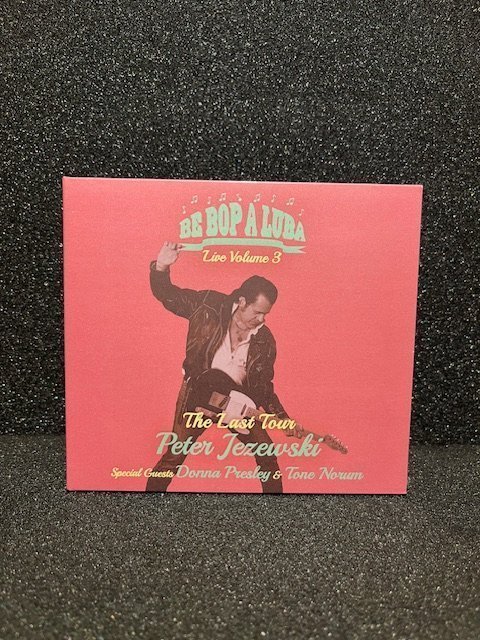 BE BOP A LUBA
Live Volume 3
The Last Tour
Peter Jezewski
Special Guests Donna Presley & Tone Norum